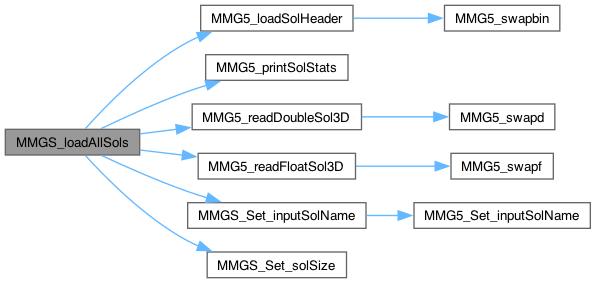 MMGS_loadAllSols
MMG5_loadSolHeader
MMG5_swapbin
MMG5_printSolStats
MMG5_readDoubleSol3D
MMG5_swapd
MMG5_readFloatSol3D
MMG5_swapf
MMGS_Set_inputSolName
MMG5_Set_inputSolName
MMGS_Set_solSize